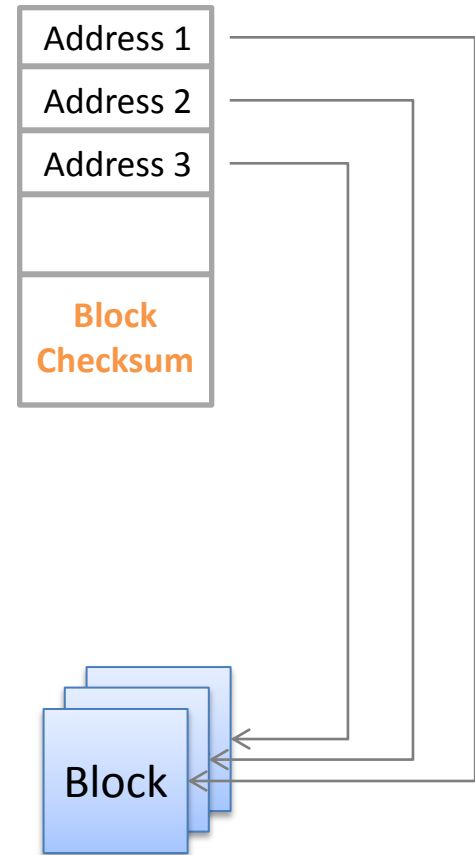 Address 1
Address 2
Address 3
Block
Checksum
Block